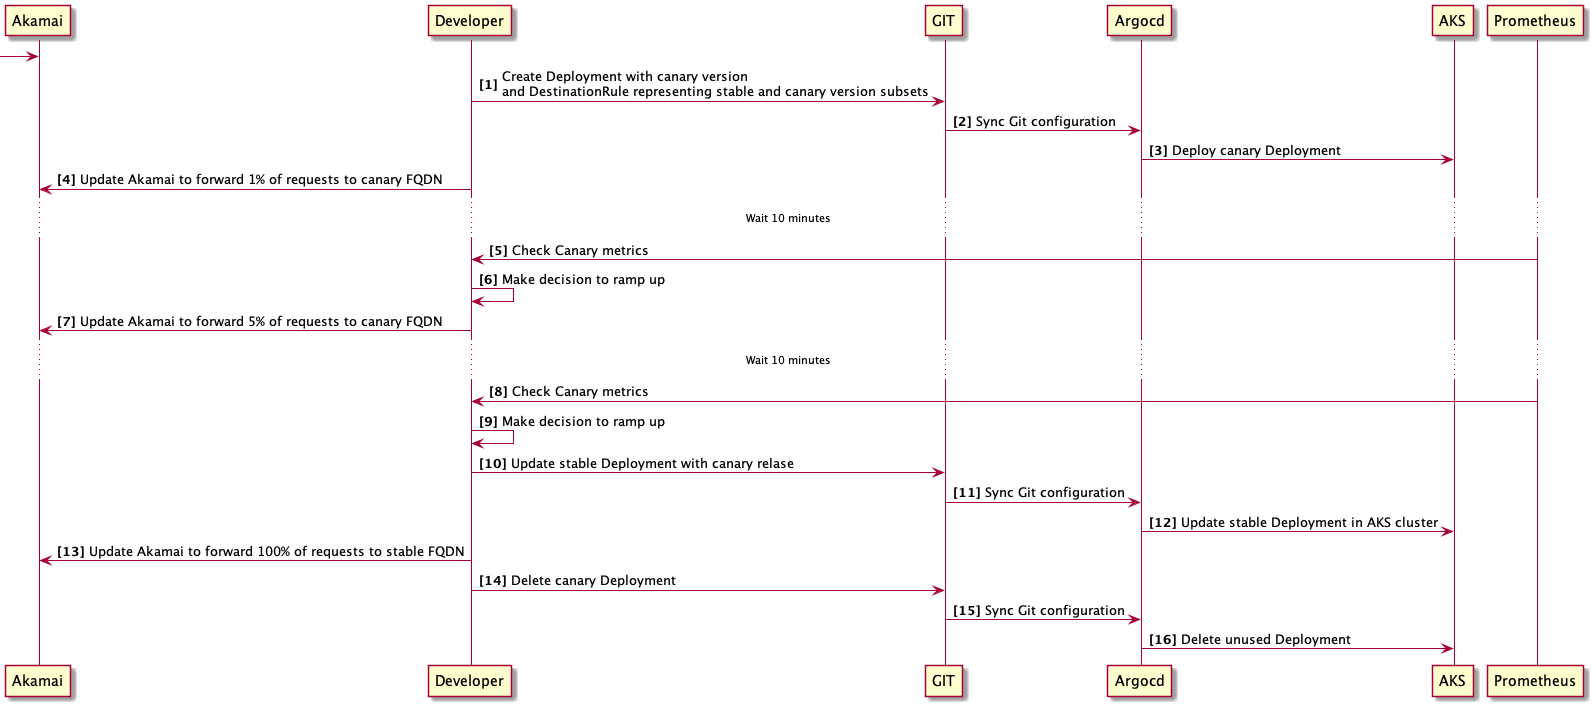 Akamai Developer GIT Argocd AKS Prometheus
[1] Create Deployment with canary version
and DestinationRule representing stable and canary version subsets
[2] Sync Git configuration
[3] Deploy canary Deployment
[4] Update Akamai to forward 1% of requests to canary FQDN
Wait 10 minutes
[5] Check Canary metrics
[6] Make decision to ramp up
[7] Update Akamai to forward 5% of requests to canary FQDN
Wait 10 minutes
[8] Check Canary metrics
[9] Make decision to ramp up
[10] Update stable Deployment with canary relase
[11] Sync Git configuration
[12] Update stable Deployment in AKS cluster
[13] Update Akamai to forward 100% of requests to stable FQDN
[14] Delete canary Deployment
[15] Sync Git configuration
[16] Delete unused Deployment
Akamai Developer GIT Argocd AKS Prometheus